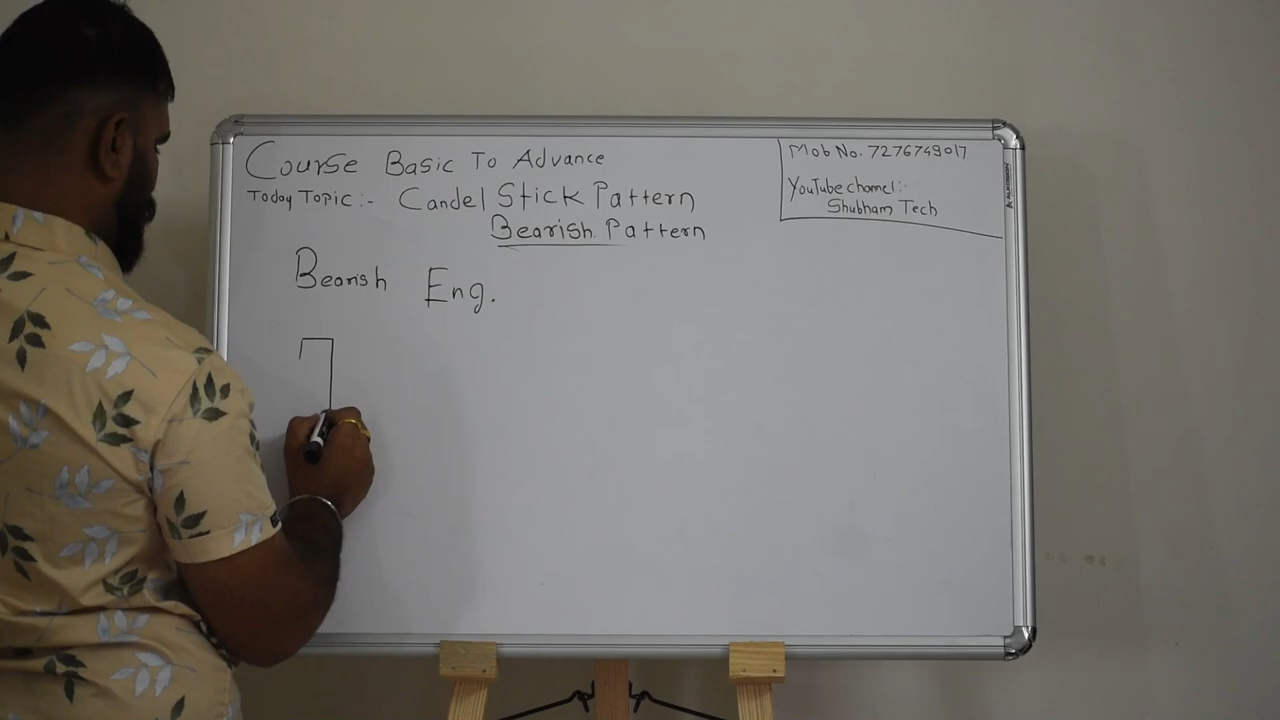 Course Basic To Advance
Today Topic :- Candel Stick Pattern
Bearish Pattern
Mob No. 7276749017
YouTube channel :-
Shubham Tech
Bearish Eng.